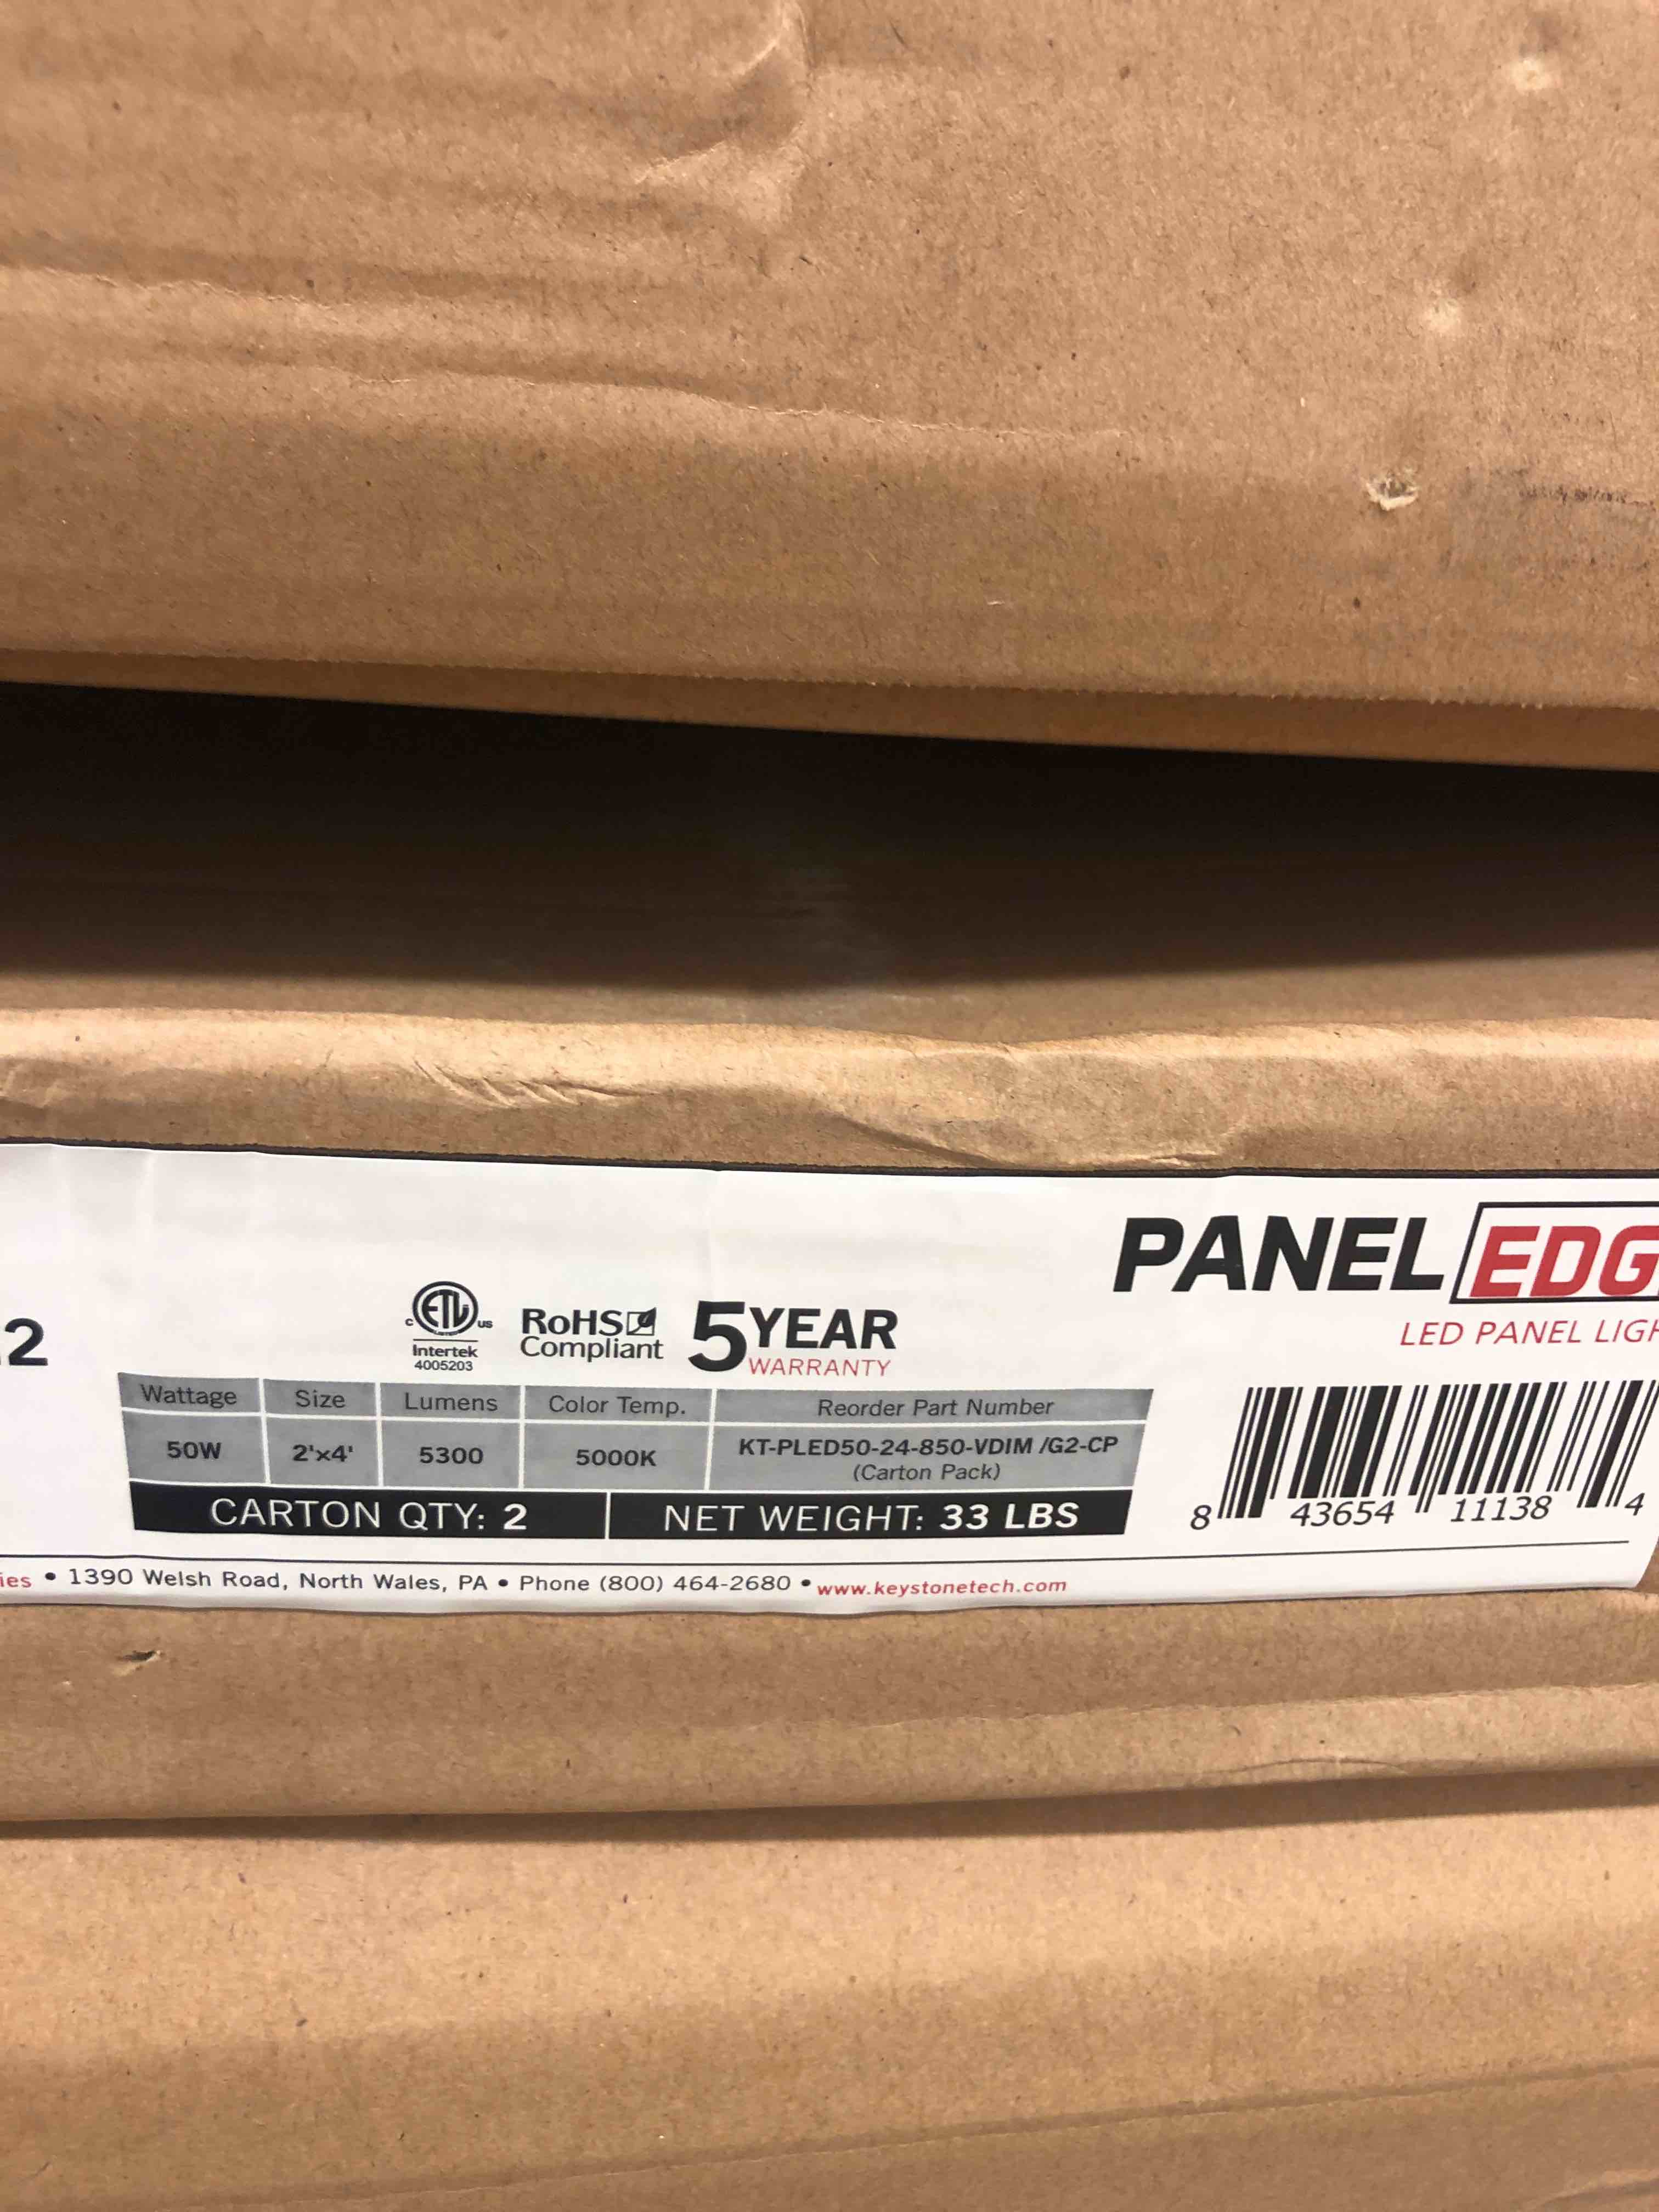 PANEL EDG
LED PANEL LIGH
.2
c ETL us
LISTED
Intertek
4005203
RoHS
Compliant
5 YEAR
WARRANTY
Wattage Size Lumens Color Temp. Reorder Part Number
50W 2'x4' 5300 5000K KT-PLED50-24-850-VDIM /G2-CP
(Carton Pack)
CARTON QTY: 2 NET WEIGHT: 33 LBS
8 43654 11138 4
ies • 1390 Welsh Road, North Wales, PA • Phone (800) 464-2680 • www.keystonetech.com